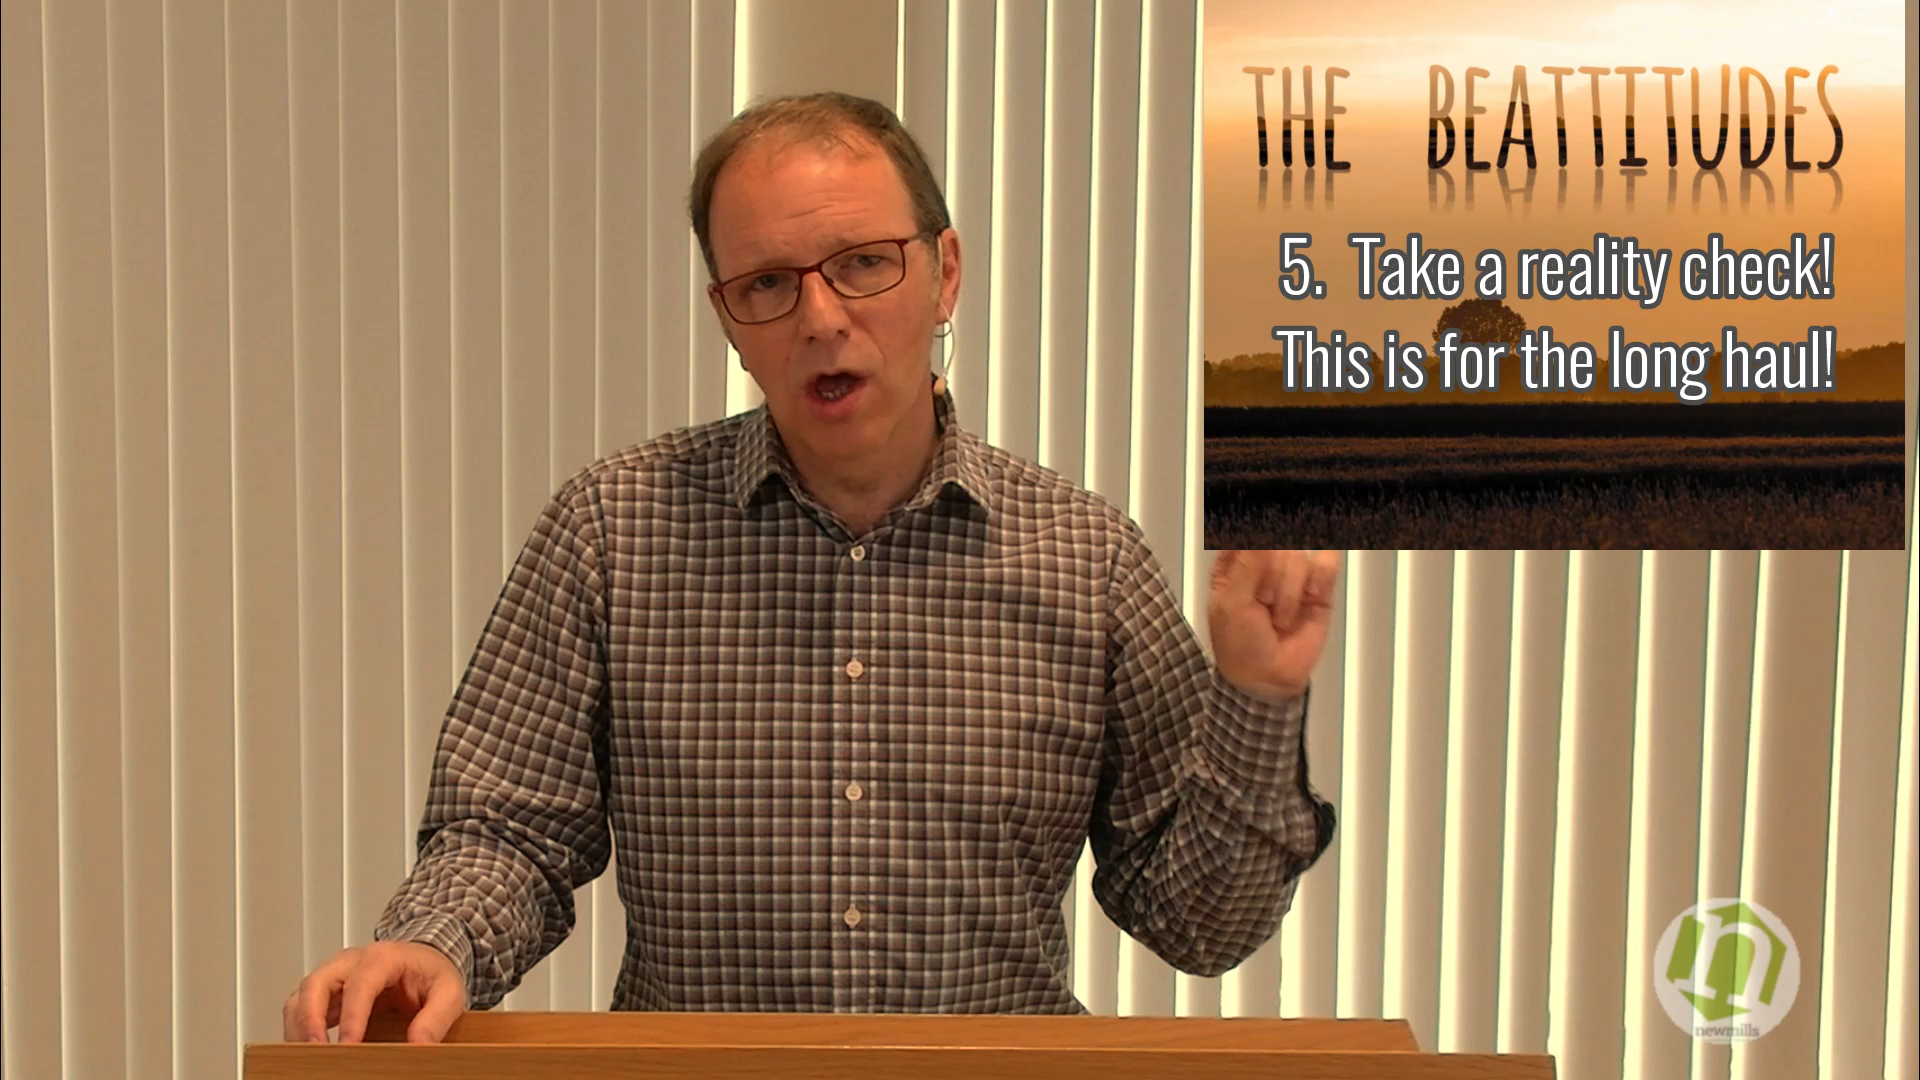 THE BEATTITUDES
5. Take a reality check!
This is for the long haul!
n
newmills